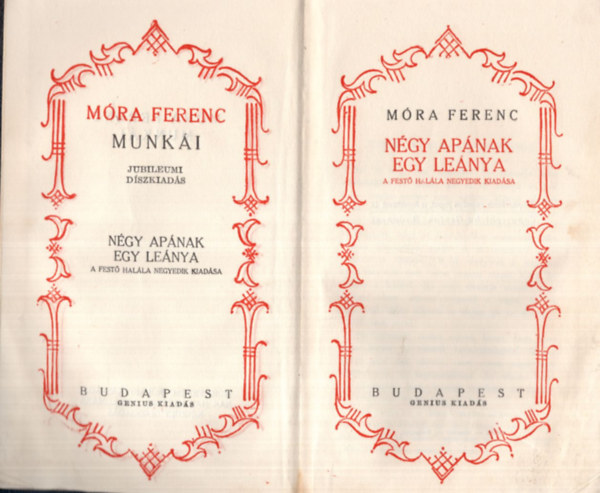 MÓRA FERENC
MUNKÁI
JUBILEUMI
DÍSZKIADÁS
NÉGY APÁNAK
EGY LEÁNYA
A FESTŐ HALÁLA NEGYEDIK KIADÁSA
BUDAPEST
GENIUS KIADÁS
MÓRA FERENC
NÉGY APÁNAK
EGY LEÁNYA
A FESTŐ HALÁLA NEGYEDIK KIADÁSA
BUDAPEST
GENIUS KIADÁS